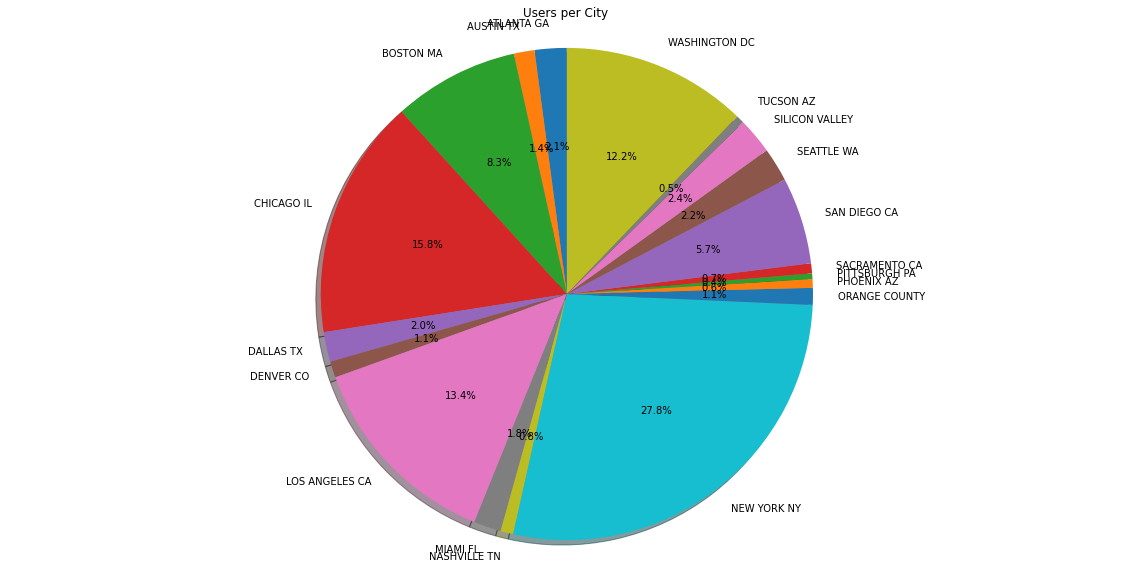 Users per City
ATLANTA GA
AUSTIN TX
BOSTON MA
WASHINGTON DC
TUCSON AZ
SILICON VALLEY
SEATTLE WA
SAN DIEGO CA
CHICAGO IL
SACRAMENTO CA
PITTSBURGH PA
PHOENIX AZ
ORANGE COUNTY
DALLAS TX
DENVER CO
LOS ANGELES CA
NEW YORK NY
MIAMI FL
NASHVILLE TN
2.1%
1.4%
8.3%
12.2%
0.5%
2.4%
2.2%
5.7%
15.8%
0.7%
0.6%
1.1%
2.0%
1.1%
13.4%
27.8%
1.8%
0.8%